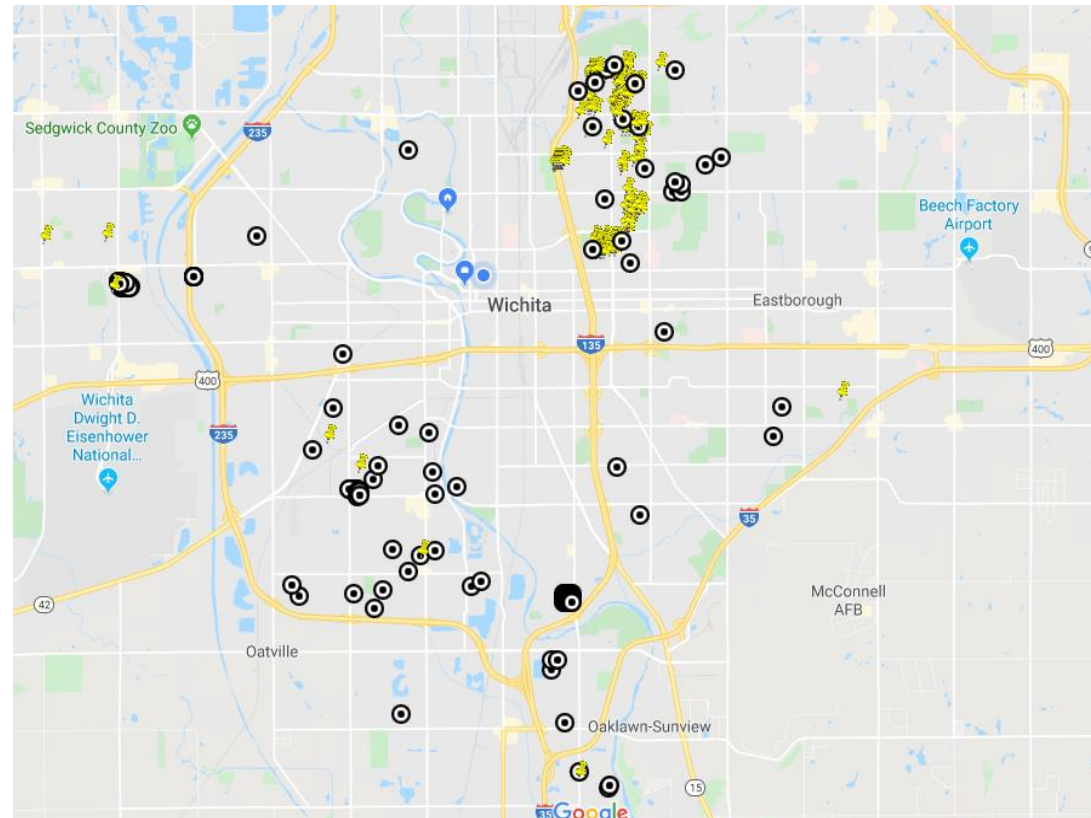 Sedgwick County Zoo
235
Beech Factory
Airport
Wichita
Eastborough
135
400
400
Wichita
Dwight D.
Eisenhower
National...
235
35
McConnell
AFB
42
Oatville
Oaklawn-Sunview
15
35
Google